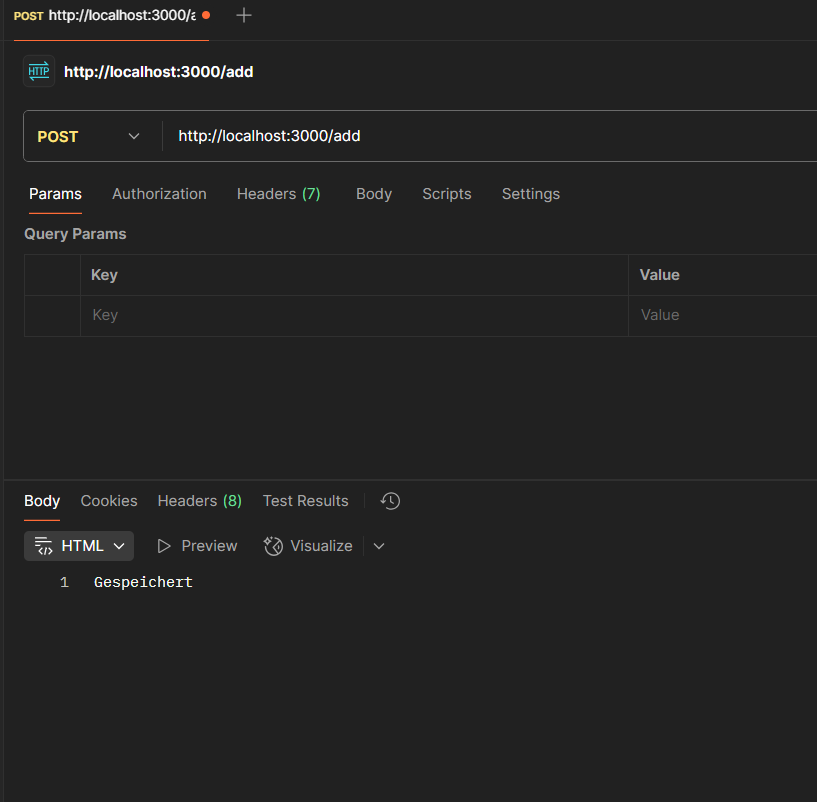 POST http://localhost:3000/a
HTTP http://localhost:3000/add
POST http://localhost:3000/add
Params Authorization Headers (7) Body Scripts Settings
Query Params
Key Value
Key Value
Body Cookies Headers (8) Test Results
HTML Preview Visualize
1 Gespeichert